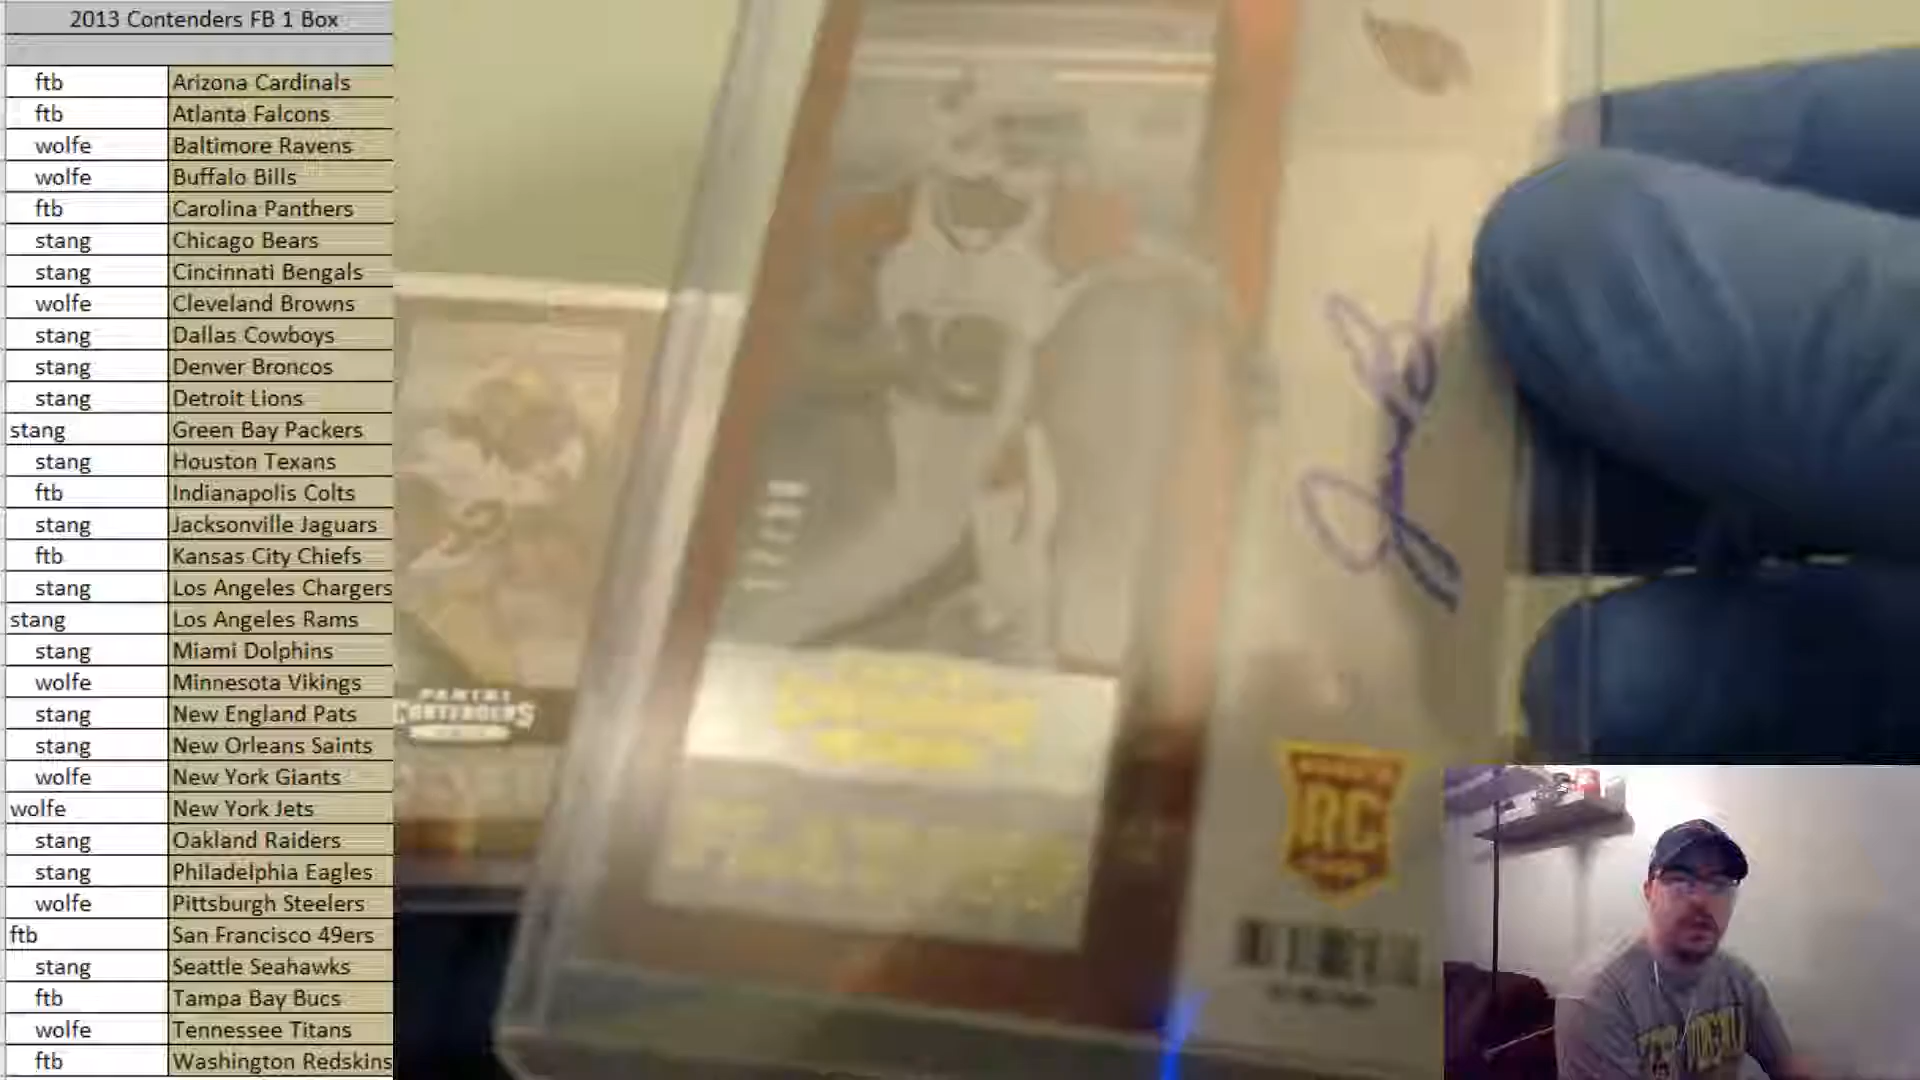 2013 Contenders FB 1 Box
ftb Arizona Cardinals
ftb Atlanta Falcons
wolfe Baltimore Ravens
wolfe Buffalo Bills
ftb Carolina Panthers
stang Chicago Bears
stang Cincinnati Bengals
wolfe Cleveland Browns
stang Dallas Cowboys
stang Denver Broncos
stang Detroit Lions
stang Green Bay Packers
stang Houston Texans
ftb Indianapolis Colts
stang Jacksonville Jaguars
ftb Kansas City Chiefs
stang Los Angeles Chargers
stang Los Angeles Rams
stang Miami Dolphins
wolfe Minnesota Vikings
stang New England Pats
stang New Orleans Saints
wolfe New York Giants
wolfe New York Jets
stang Oakland Raiders
stang Philadelphia Eagles
wolfe Pittsburgh Steelers
ftb San Francisco 49ers
stang Seattle Seahawks
ftb Tampa Bay Bucs
wolfe Tennessee Titans
ftb Washington Redskins
PANINI
CONTENDERS
RC